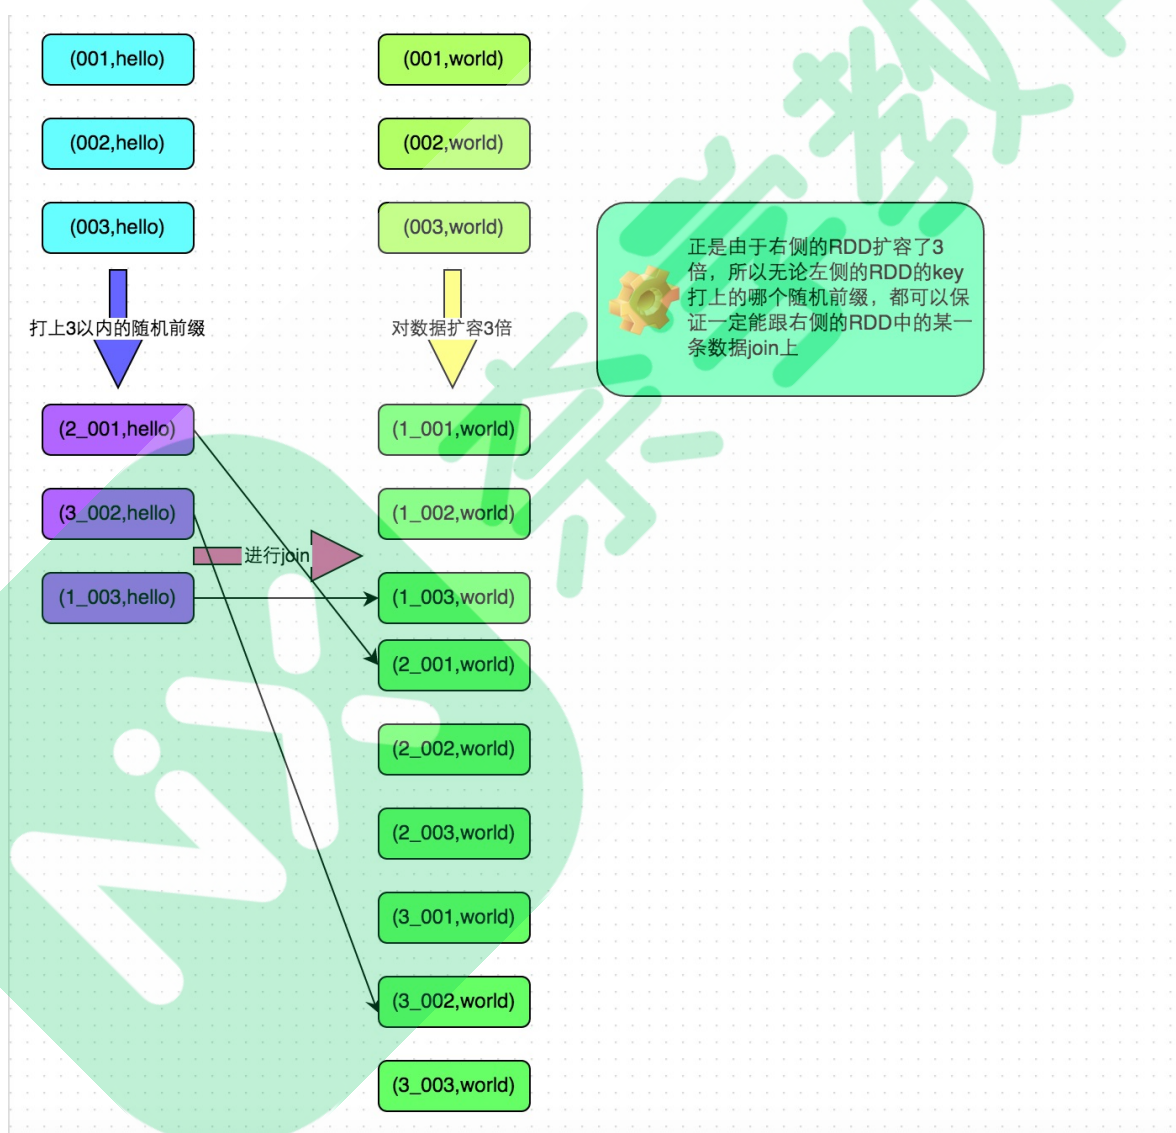 (001,hello)
(001,world)
(002,hello)
(002,world)
(003,hello)
(003,world)
正是由于右侧的RDD扩容了3
倍，所以无论左侧的RDD的key
打上的哪个随机前缀，都可以保
证一定能跟右侧的RDD中的某一
条数据join上
打上3以内的随机前缀
对数据扩容3倍
(2_001,hello)
(1_001,world)
(3_002,hello)
(1_002,world)
进行join
(1_003,hello)
(1_003,world)
(2_001,world)
(2_002,world)
(2_003,world)
(3_001,world)
(3_002,world)
(3_003,world)